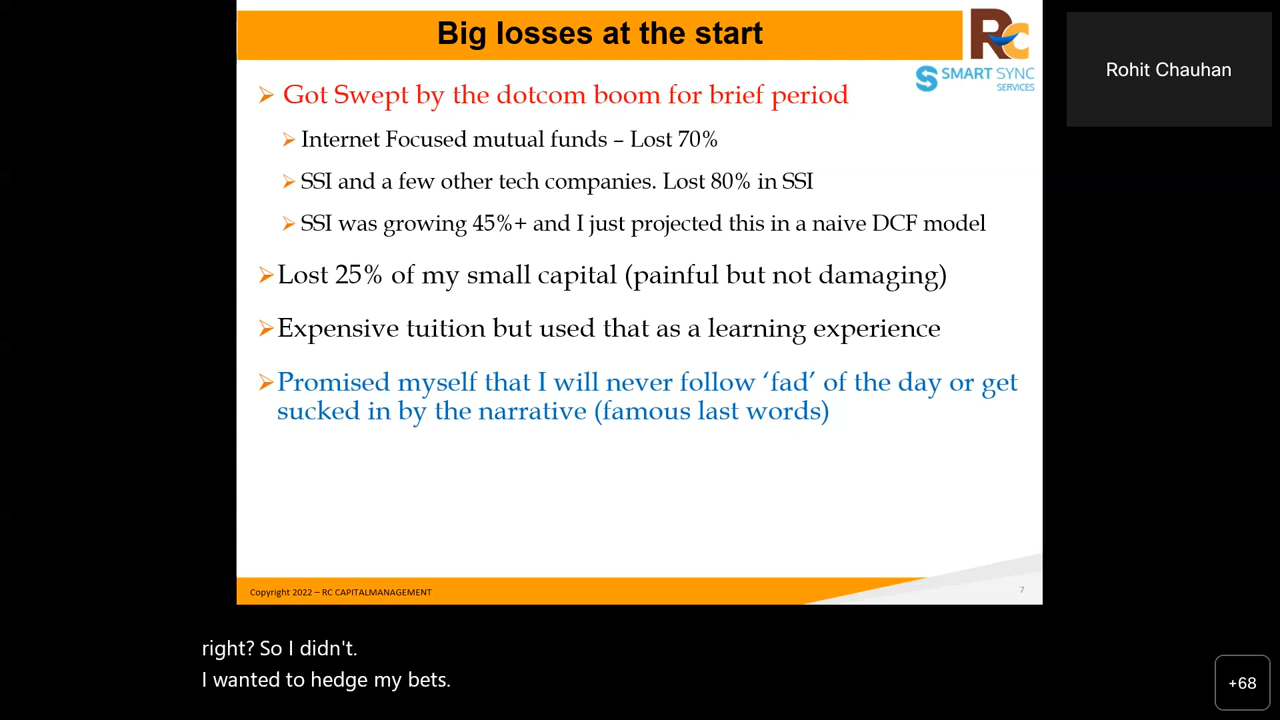 Big losses at the start
Rc
SMART SYNC
SERVICES
Rohit Chauhan
➢ Got Swept by the dotcom boom for brief period
➢ Internet Focused mutual funds – Lost 70%
➢ SSI and a few other tech companies. Lost 80% in SSI
➢ SSI was growing 45%+ and I just projected this in a naive DCF model
➢ Lost 25% of my small capital (painful but not damaging)
➢ Expensive tuition but used that as a learning experience
➢ Promised myself that I will never follow ‘fad’ of the day or get
sucked in by the narrative (famous last words)
Copyright 2022 – RC CAPITALMANAGEMENT
7
right? So I didn't.
I wanted to hedge my bets.
+68